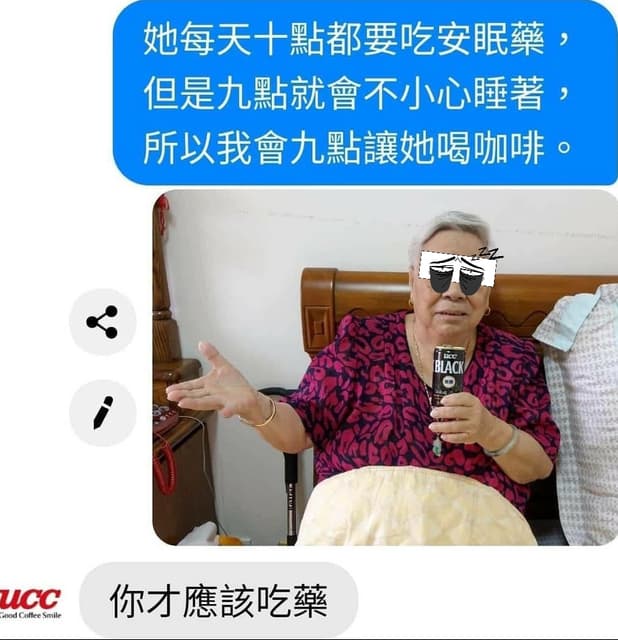 她每天十點都要吃安眠藥，
但是九點就會不小心睡著，
所以我會九點讓她喝咖啡。
zzZ
UCC
BLACK
ucc
Good Coffee Smile
你才應該吃藥